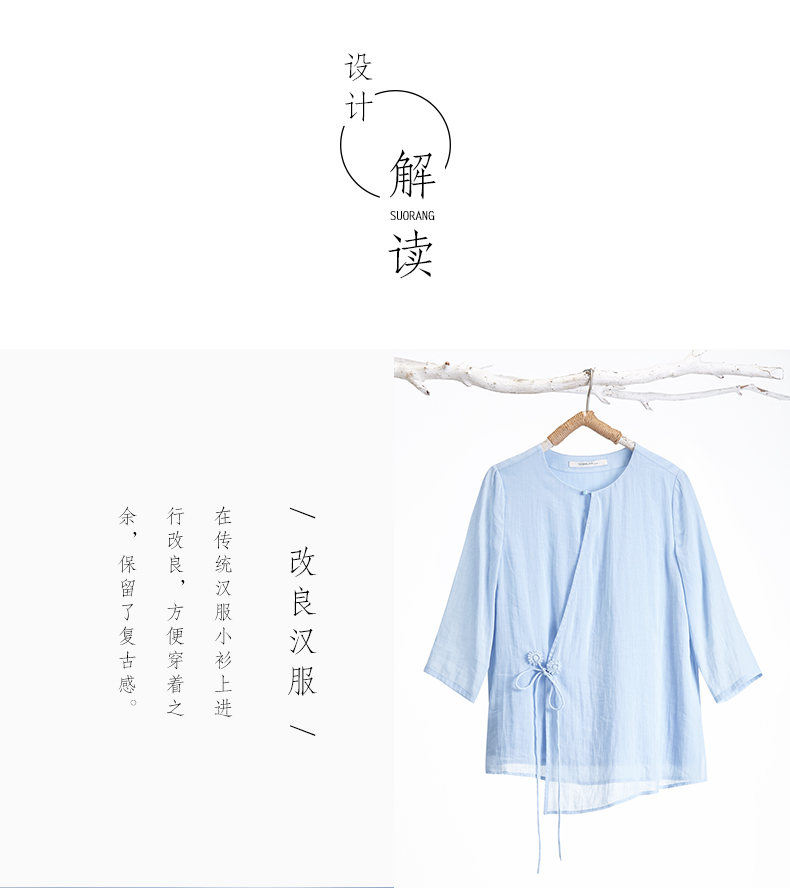 设计
解读
SUORANG
/ 改良汉服 /
在传统汉服小衫上进
行改良，方便穿着之
余，保留了复古感。